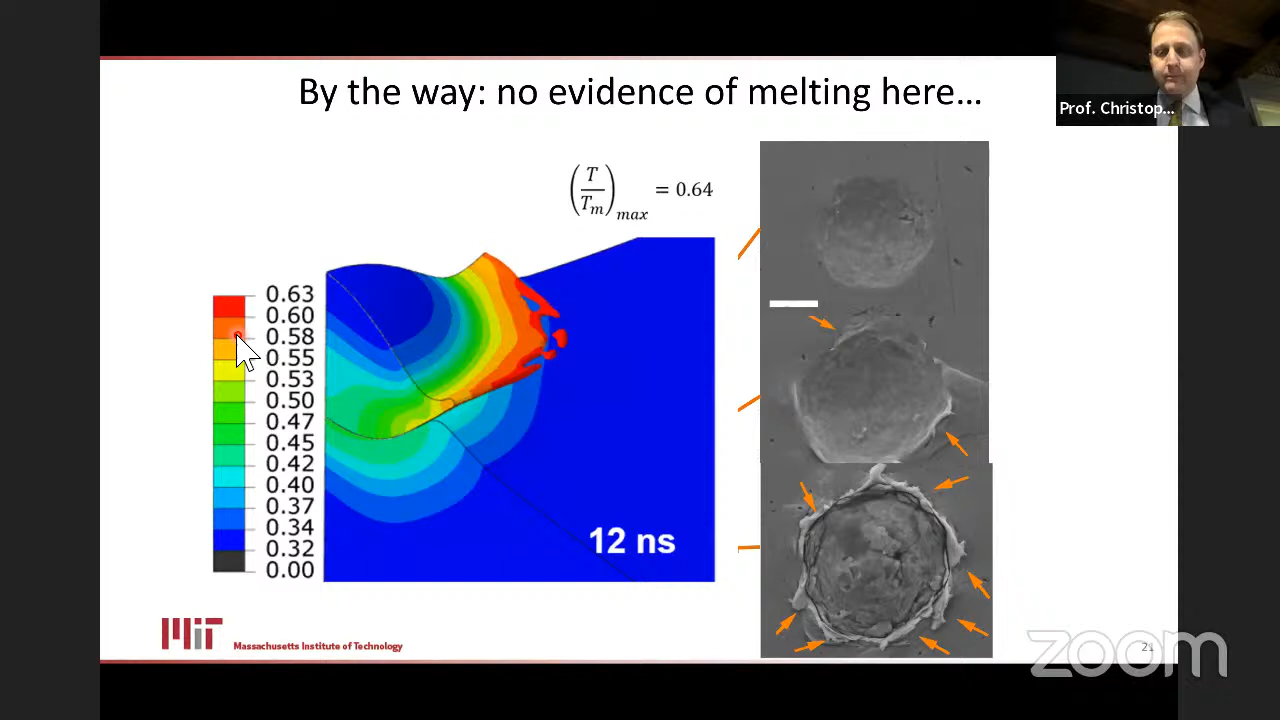 By the way: no evidence of melting here...
Prof. Christop...
(T/Tm)max = 0.64
0.63
0.60
0.58
0.55
0.53
0.50
0.47
0.45
0.42
0.40
0.37
0.34
0.32
0.00
12 ns
MIT
Massachusetts Institute of Technology
21
zoom